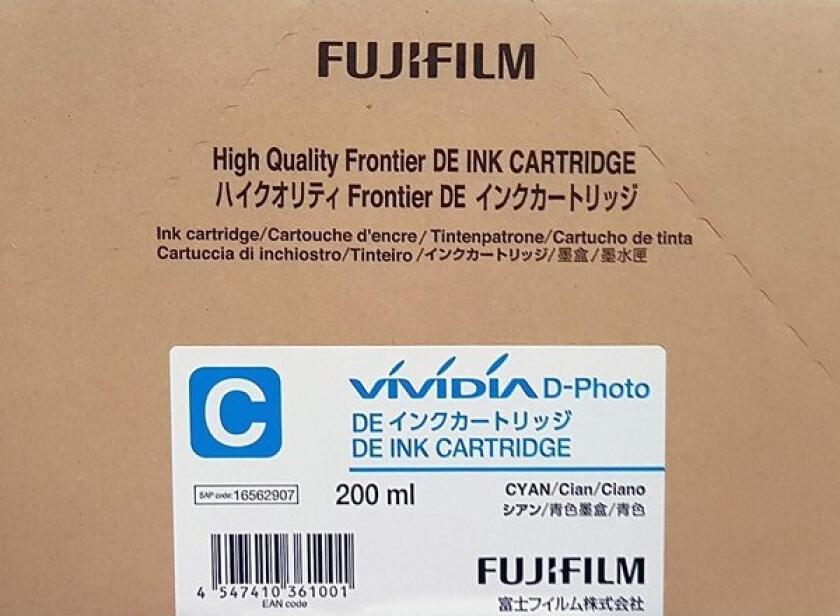 FUJIFILM
High Quality Frontier DE INK CARTRIDGE
ハイクオリティ Frontier DE インクカートリッジ
Ink cartridge/Cartouche d'encre/Tintenpatrone/Cartucho de tinta
Cartuccia di inchiostro/Tinteiro/インクカートリッジ/墨盒/墨水匣
C
ViViDiA D-Photo
DE インクカートリッジ
DE INK CARTRIDGE
SAP code:16562907
200 ml
CYAN/Cian/Ciano
シアン/青色墨盒/青色
4 547410 361001
EAN code
FUJIFILM
富士フイルム株式会社